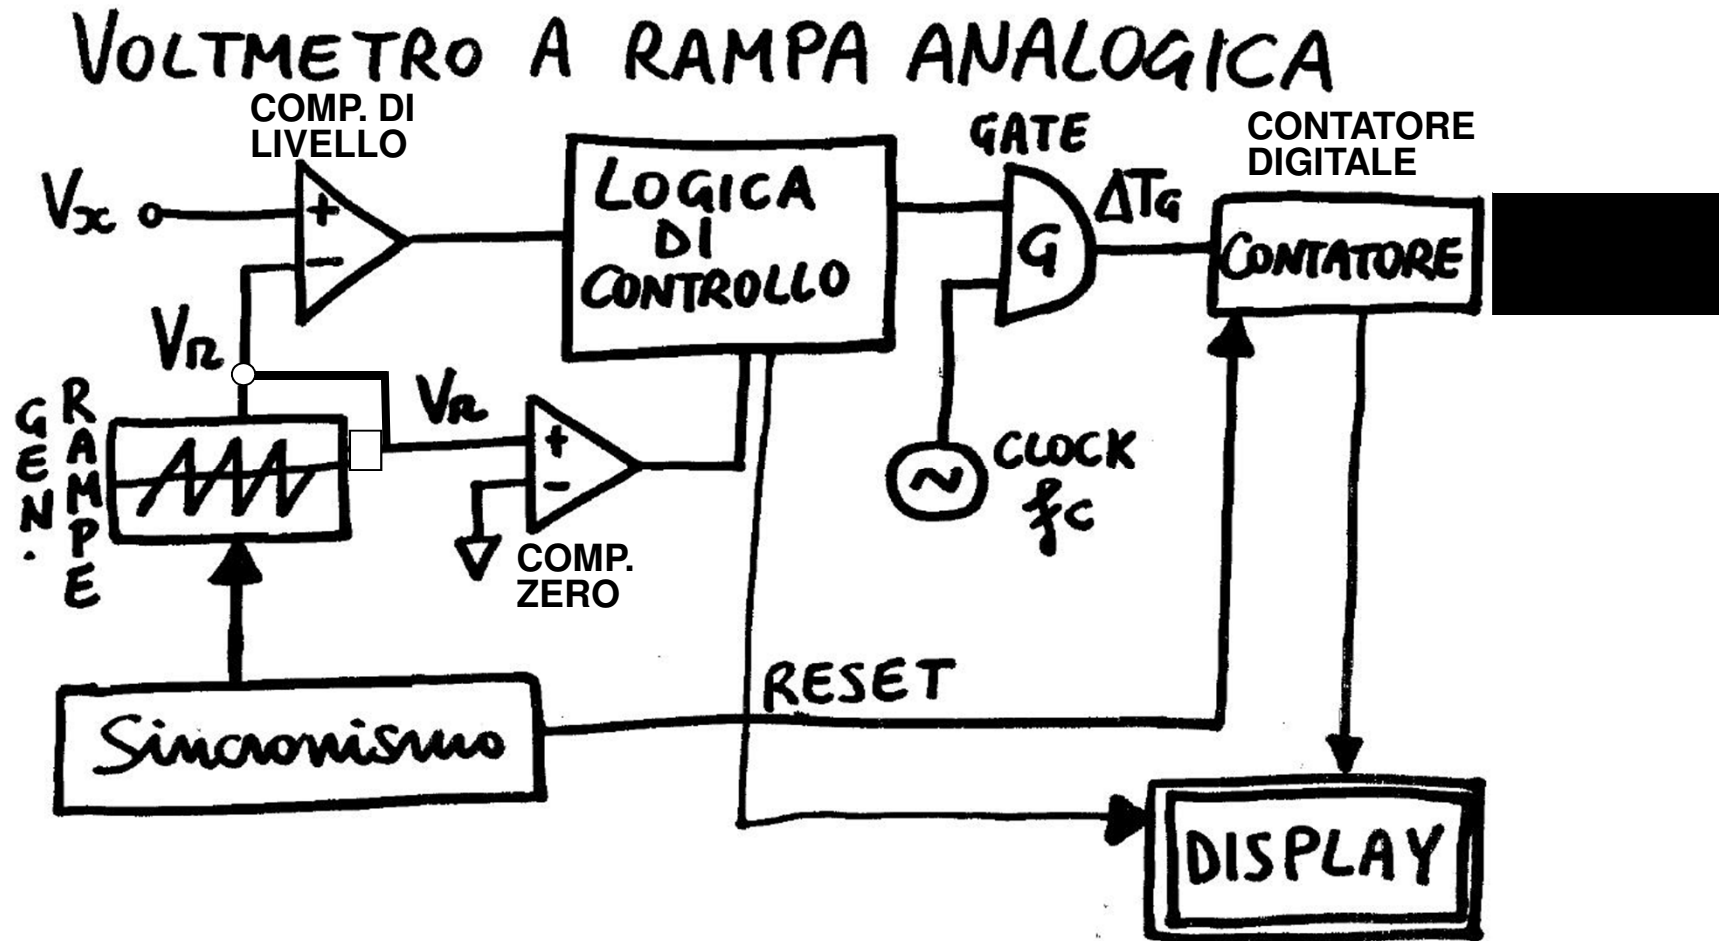 VOLTMETRO A RAMPA ANALOGICA
COMP. DI
LIVELLO
Vx
+
−
LOGICA
DI
CONTROLLO
GATE
G
ΔTG
CONTATORE
DIGITALE
CONTATORE
VR
GEN.
RAMPE
VR
+
−
COMP.
ZERO
~
CLOCK
fC
Sincronismo
RESET
DISPLAY